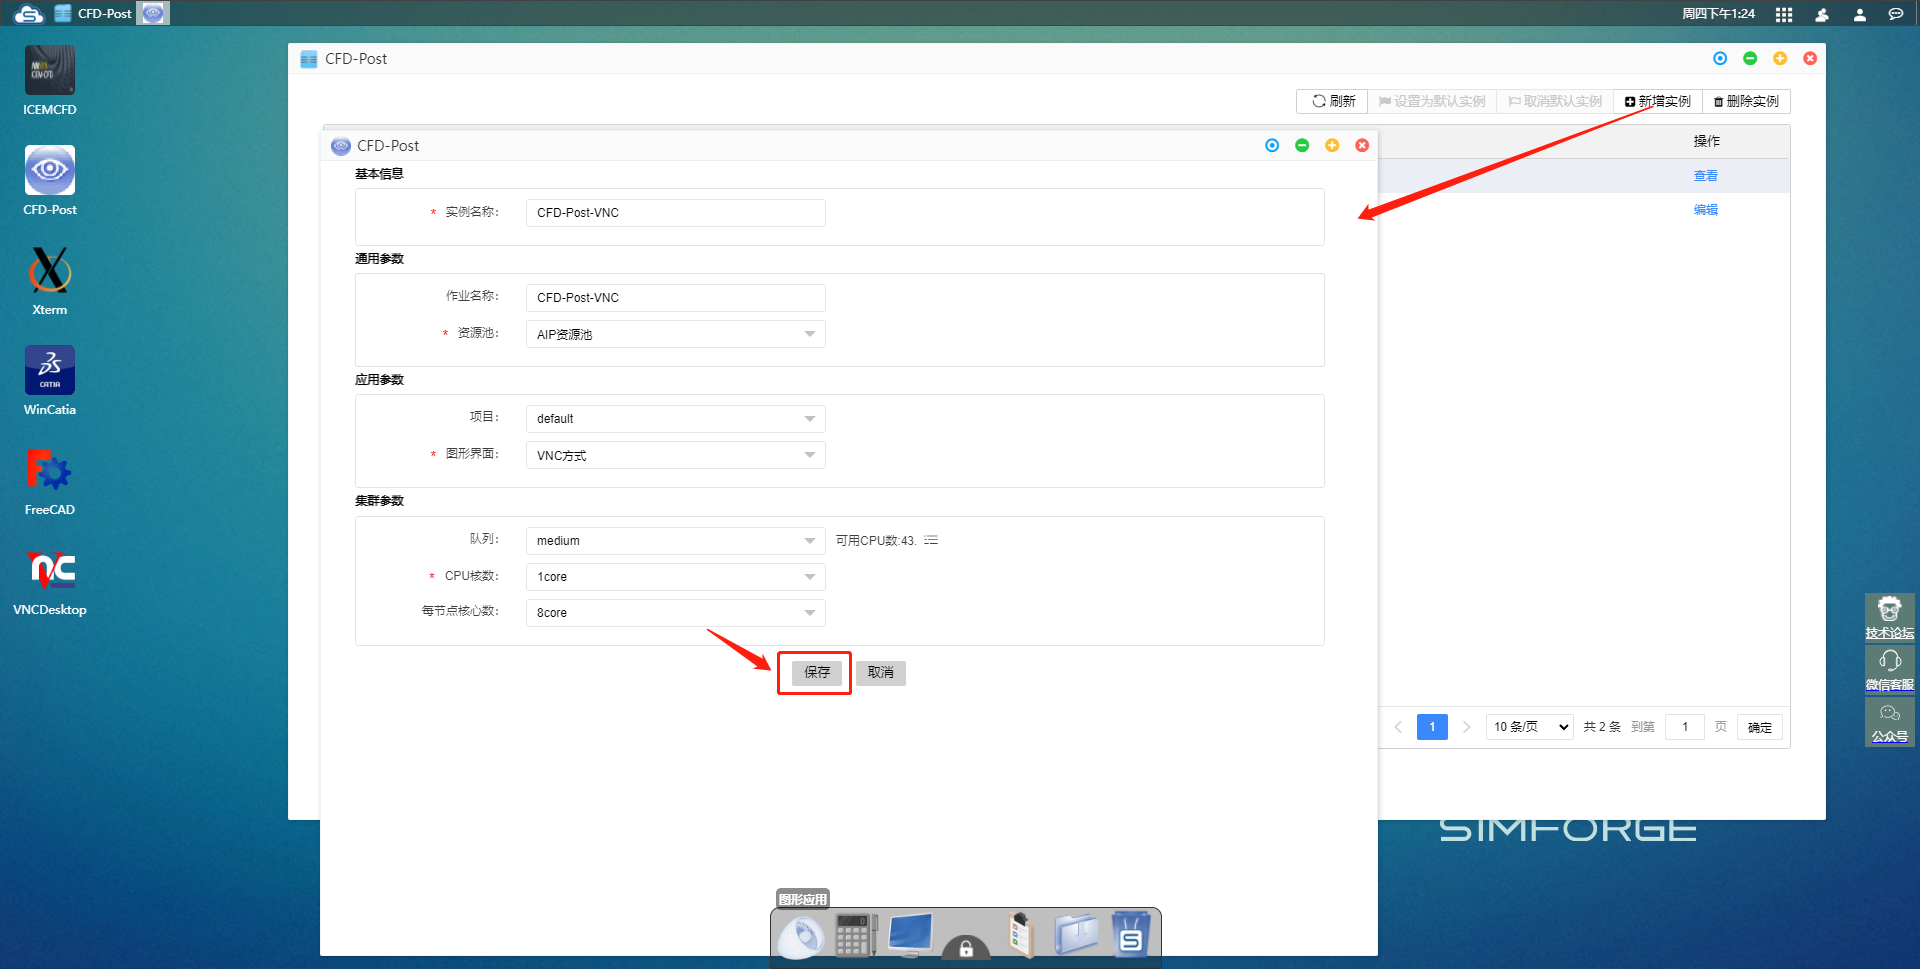 CFD-Post
周四下午1:24
ICEMCFD
CFD-Post
Xterm
WinCatia
FreeCAD
VNCDesktop
CFD-Post
刷新
设置为默认实例
取消默认实例
新增实例
删除实例
操作
查看
编辑
CFD-Post
基本信息
* 实例名称: CFD-Post-VNC
通用参数
作业名称: CFD-Post-VNC
* 资源池: AIP资源池
应用参数
项目: default
* 图形界面: VNC方式
集群参数
队列: medium 可用CPU数:43.
* CPU核数: 1core
每节点核心数: 8core
保存 取消
1 10 条/页 共 2 条 到第 1 页 确定
技术论坛
微信客服
公众号
SIMFORGE
图形应用